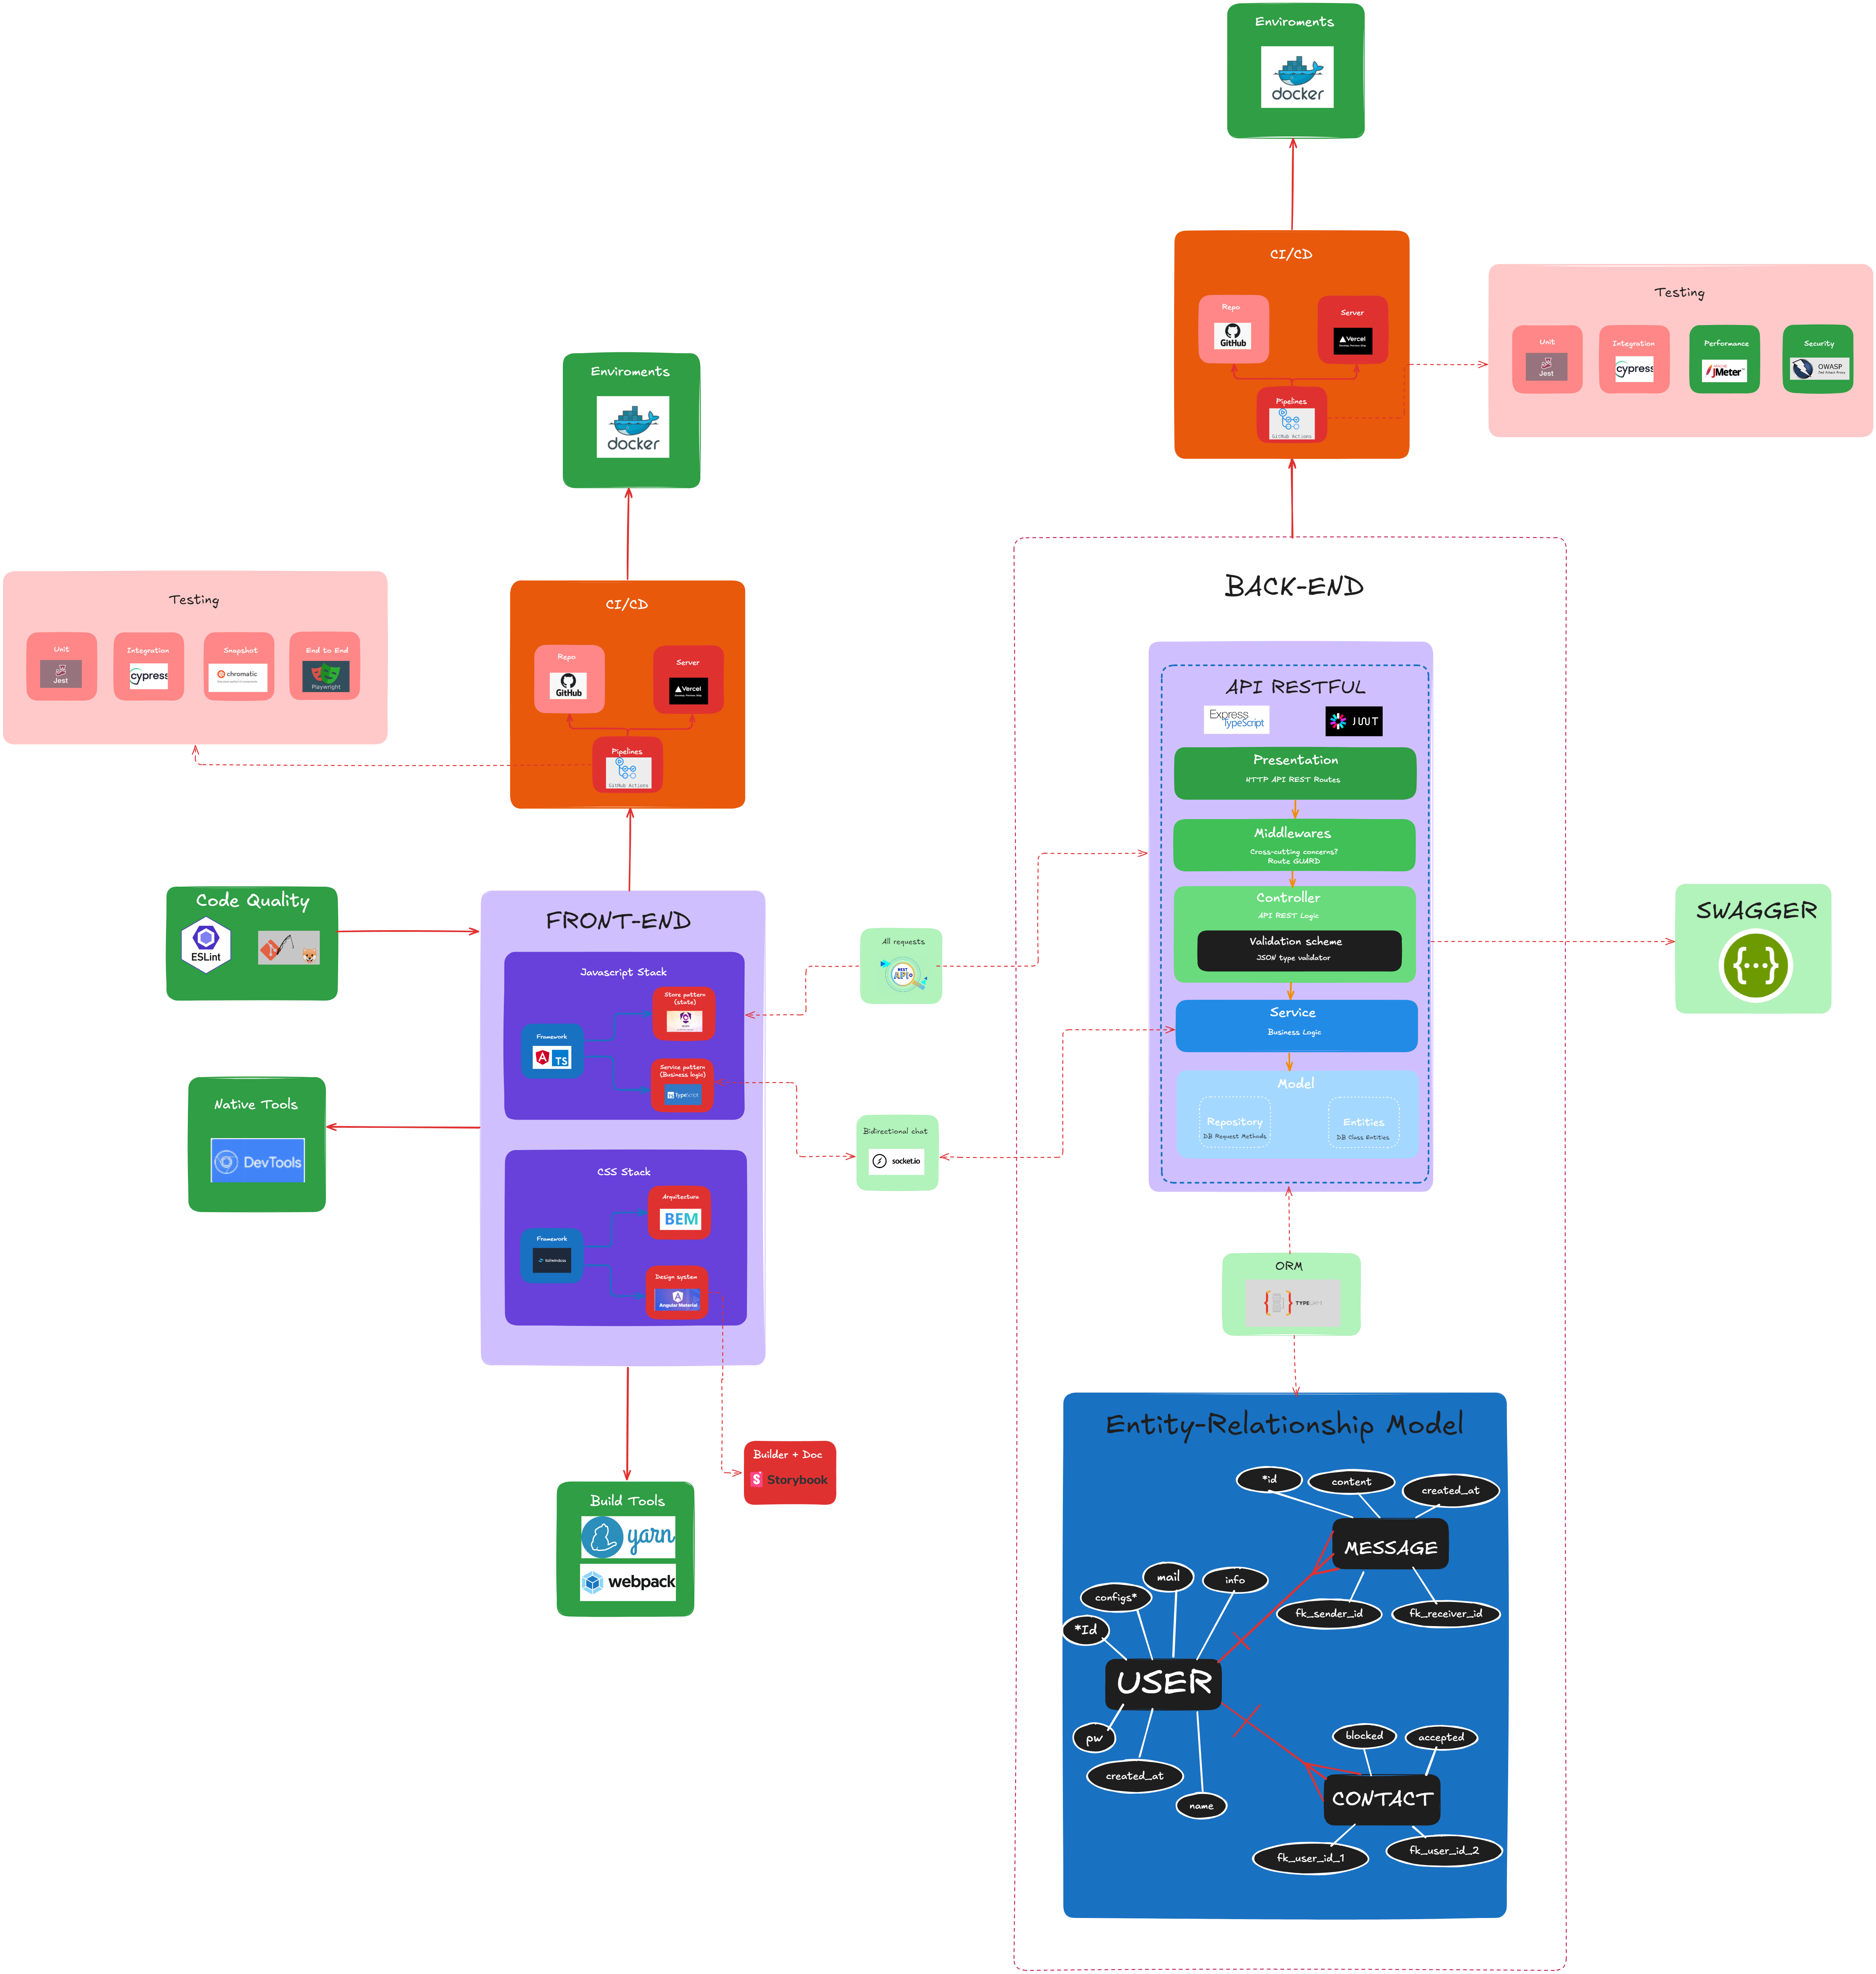 Enviroments
docker
CI/CD
Repo
GitHub
Server
Vercel
Pipelines
GitHub Actions
Testing
Unit
Jest
Integration
cypress
Performance
JMeter
Security
OWASP
Enviroments
docker
CI/CD
Repo
GitHub
Server
Vercel
Pipelines
GitHub Actions
Testing
Unit
Jest
Integration
cypress
Snapshot
chromatic
End to End
Playwright
Code Quality
ESLint
Native Tools
DevTools
FRONT-END
Javascript Stack
Framework
TS
Store pattern
(state)
Service pattern
(Business logic)
TypeScript
CSS Stack
Framework
tailwindcss
Arquitectura
BEM
Design system
Angular Material
Builder + Doc
Storybook
Build Tools
yarn
webpack
All requests
REST
API
Bidirectional chat
socket.io
BACK-END
API RESTFUL
Express
TypeScript
JWT
Presentation
HTTP API REST Routes
Middlewares
Cross-cutting concerns?
Route GUARD
Controller
API REST Logic
Validation scheme
JSON type validator
Service
Business Logic
Model
Repository
DB Request Methods
Entities
DB Class Entities
SWAGGER
{...}
ORM
TYPE
Entity-Relationship Model
*id
content
created_at
MESSAGE
fk_sender_id
fk_receiver_id
mail
info
configs*
*Id
USER
pw
created_at
name
blocked
accepted
CONTACT
fk_user_id_1
fk_user_id_2